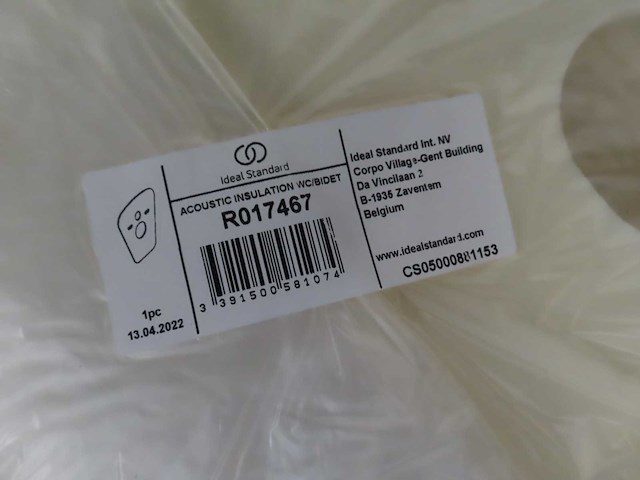 Ideal Standard
ACOUSTIC INSULATION WC/BIDET
R017467
3 391500 581074
1pc
13.04.2022
Ideal Standard Int. NV
Corpo Village-Gent Building
Da Vincilaan 2
B-1935 Zaventem
Belgium
www.idealstandard.com